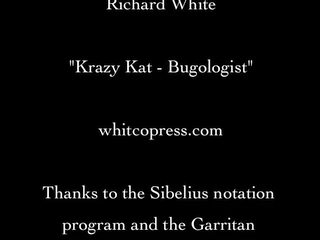 Richard White
"Krazy Kat - Bugologist"
whitcopress.com
Thanks to the Sibelius notation
program and the Garritan